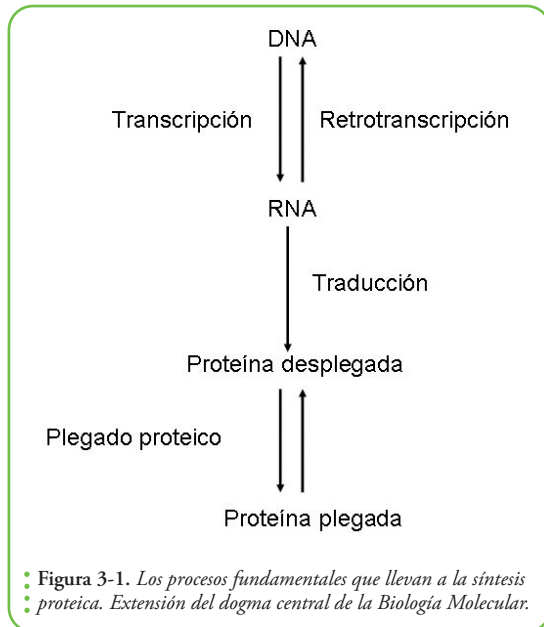 DNA
Transcripción Retrotranscripción
RNA
Traducción
Proteína desplegada
Plegado proteico
Proteína plegada
Figura 3-1. Los procesos fundamentales que llevan a la síntesis
proteica. Extensión del dogma central de la Biología Molecular.